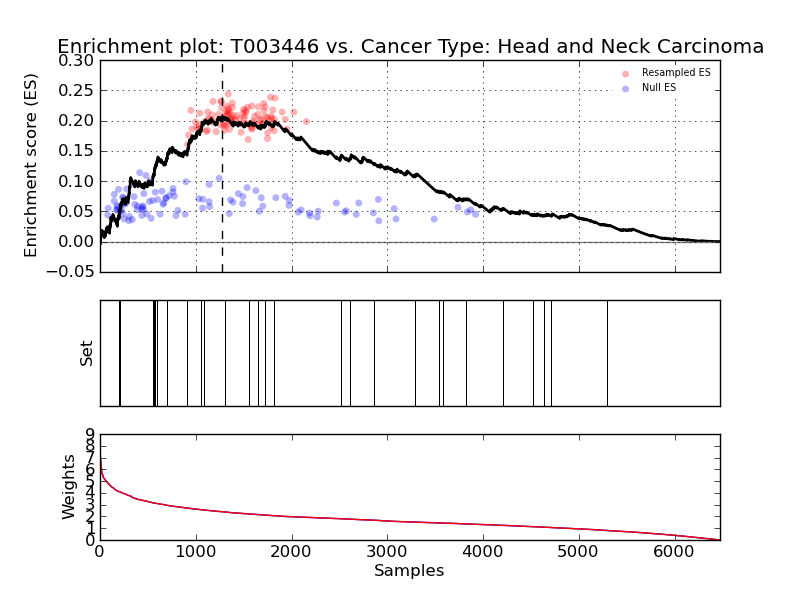 Enrichment plot: T003446 vs. Cancer Type: Head and Neck Carcinoma
Enrichment score (ES)
0.30
0.25
0.20
0.15
0.10
0.05
0.00
−0.05
Resampled ES
Null ES
Set
Weights
9
8
7
6
5
4
3
2
1
0
0 1000 2000 3000 4000 5000 6000
Samples